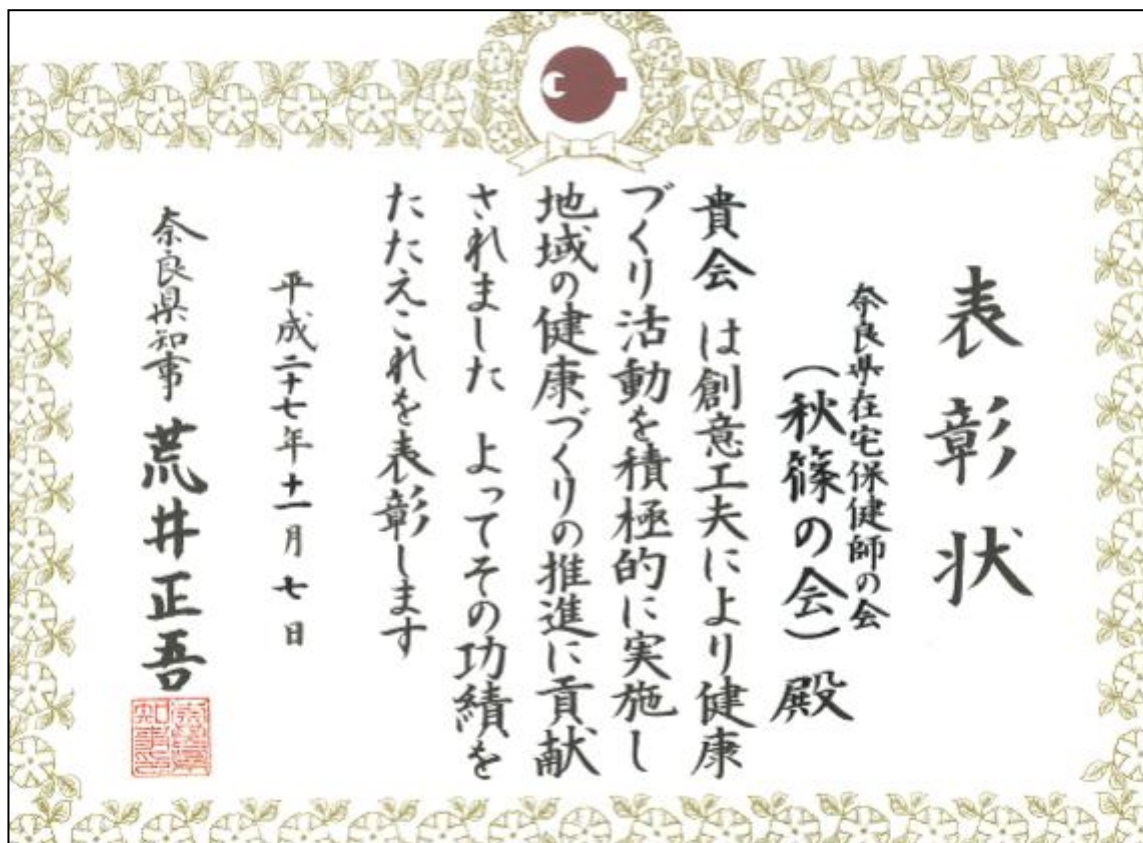 表彰状
奈良県在宅保健師の会
（秋篠の会）殿
貴会は創意工夫により健康
づくり活動を積極的に実施し
地域の健康づくりの推進に貢献
されました よってその功績を
たたえこれを表彰します
平成二十七年十一月七日
奈良県知事 荒井正吾